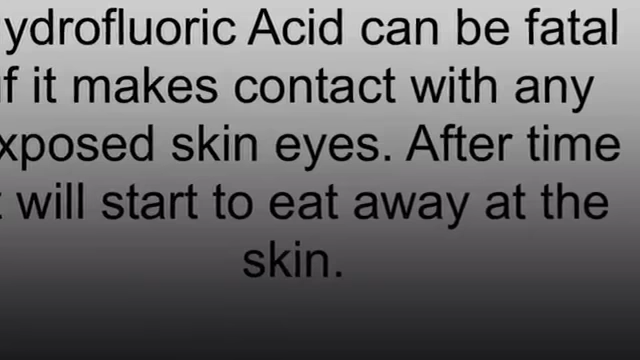 ydrofluoric Acid can be fatal
f it makes contact with any
xposed skin eyes. After time
t will start to eat away at the
skin.